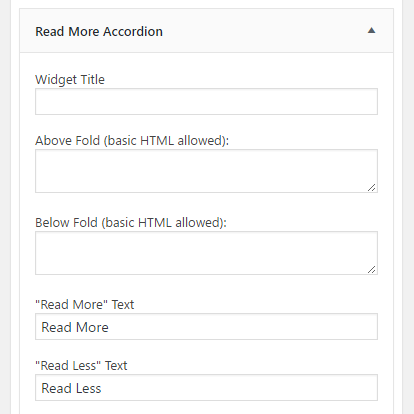 Read More Accordion
Widget Title
Above Fold (basic HTML allowed):
Below Fold (basic HTML allowed):
"Read More" Text
Read More
"Read Less" Text
Read Less